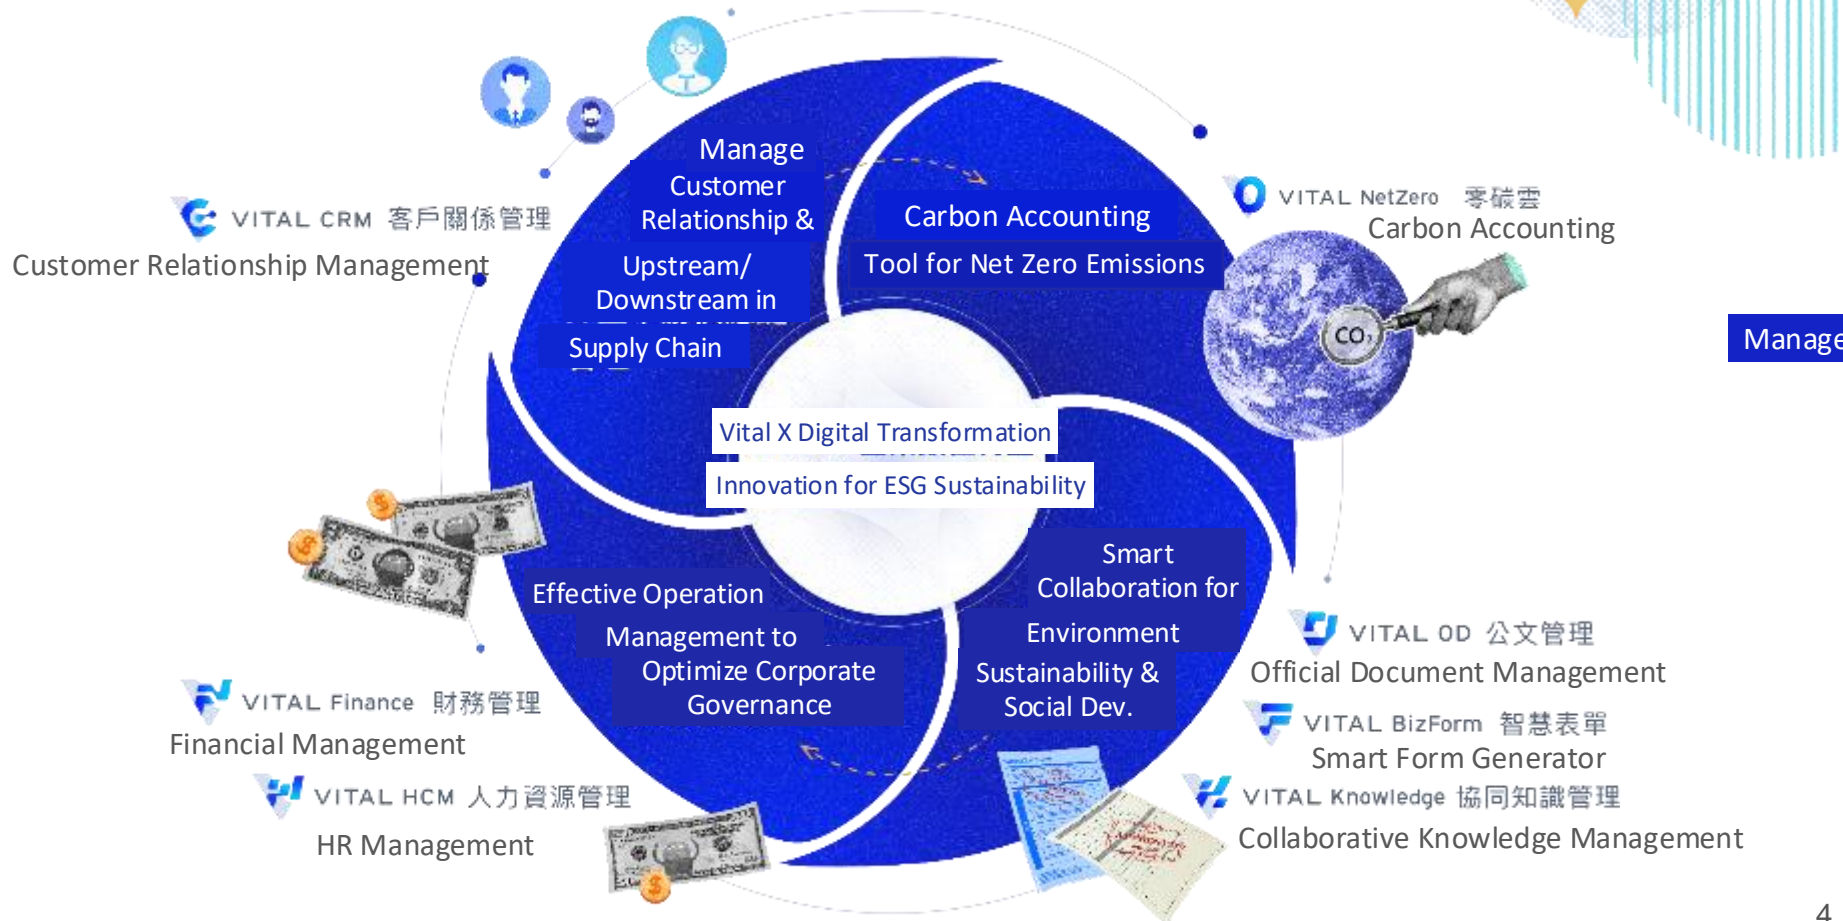 Manage
Customer
Relationship &
Upstream/
Downstream in
Supply Chain
Carbon Accounting
Tool for Net Zero Emissions
VITAL CRM 客戶關係管理
Customer Relationship Management
VITAL NetZero 零碳雲
Carbon Accounting
CO₂
Manage
Vital X Digital Transformation
Innovation for ESG Sustainability
Effective Operation
Management to
Optimize Corporate
Governance
Smart
Collaboration for
Environment
Sustainability &
Social Dev.
VITAL Finance 財務管理
Financial Management
VITAL HCM 人力資源管理
HR Management
VITAL OD 公文管理
Official Document Management
VITAL BizForm 智慧表單
Smart Form Generator
VITAL Knowledge 協同知識管理
Collaborative Knowledge Management
4